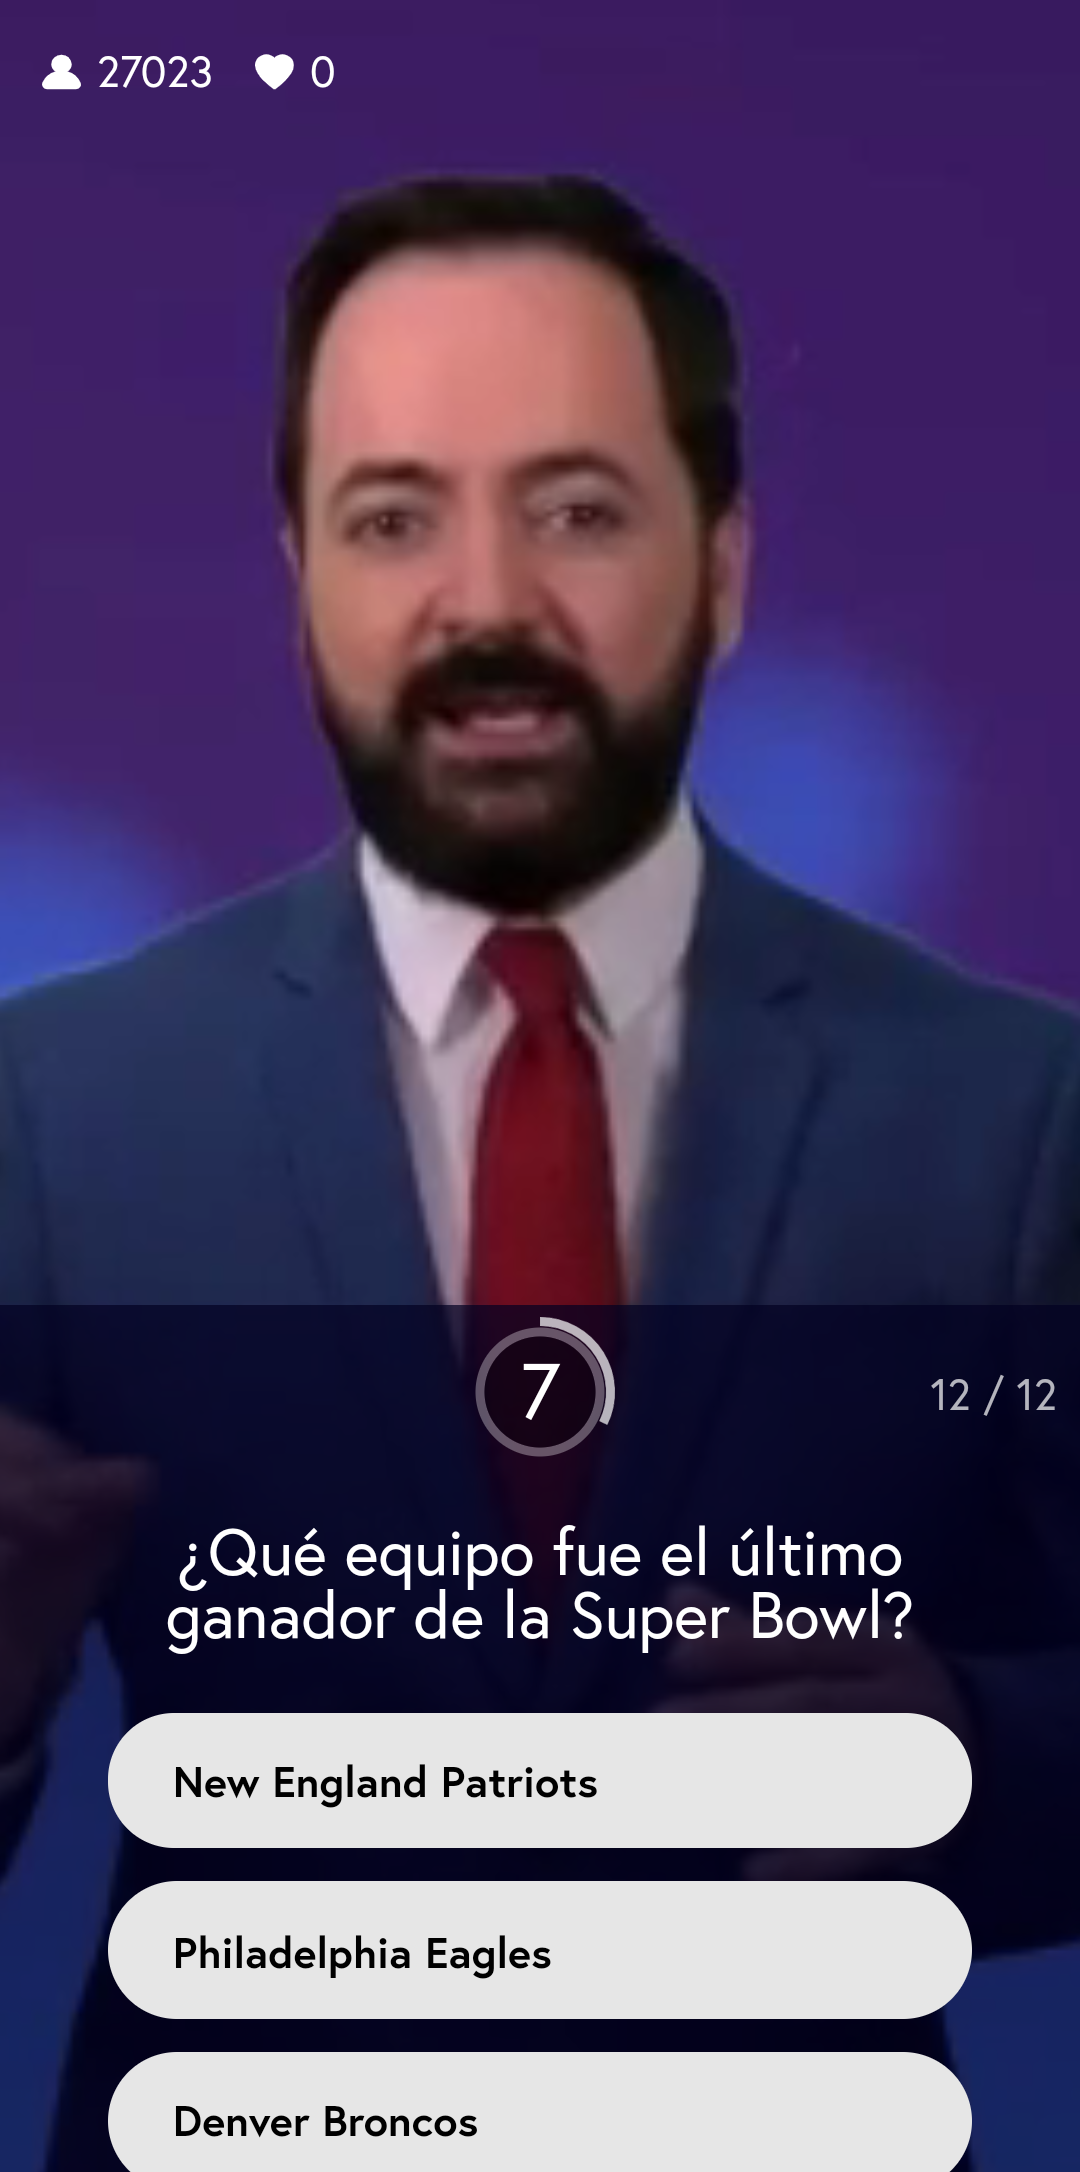 27023 0
7
12 / 12
¿Qué equipo fue el último
ganador de la Super Bowl?
New England Patriots
Philadelphia Eagles
Denver Broncos